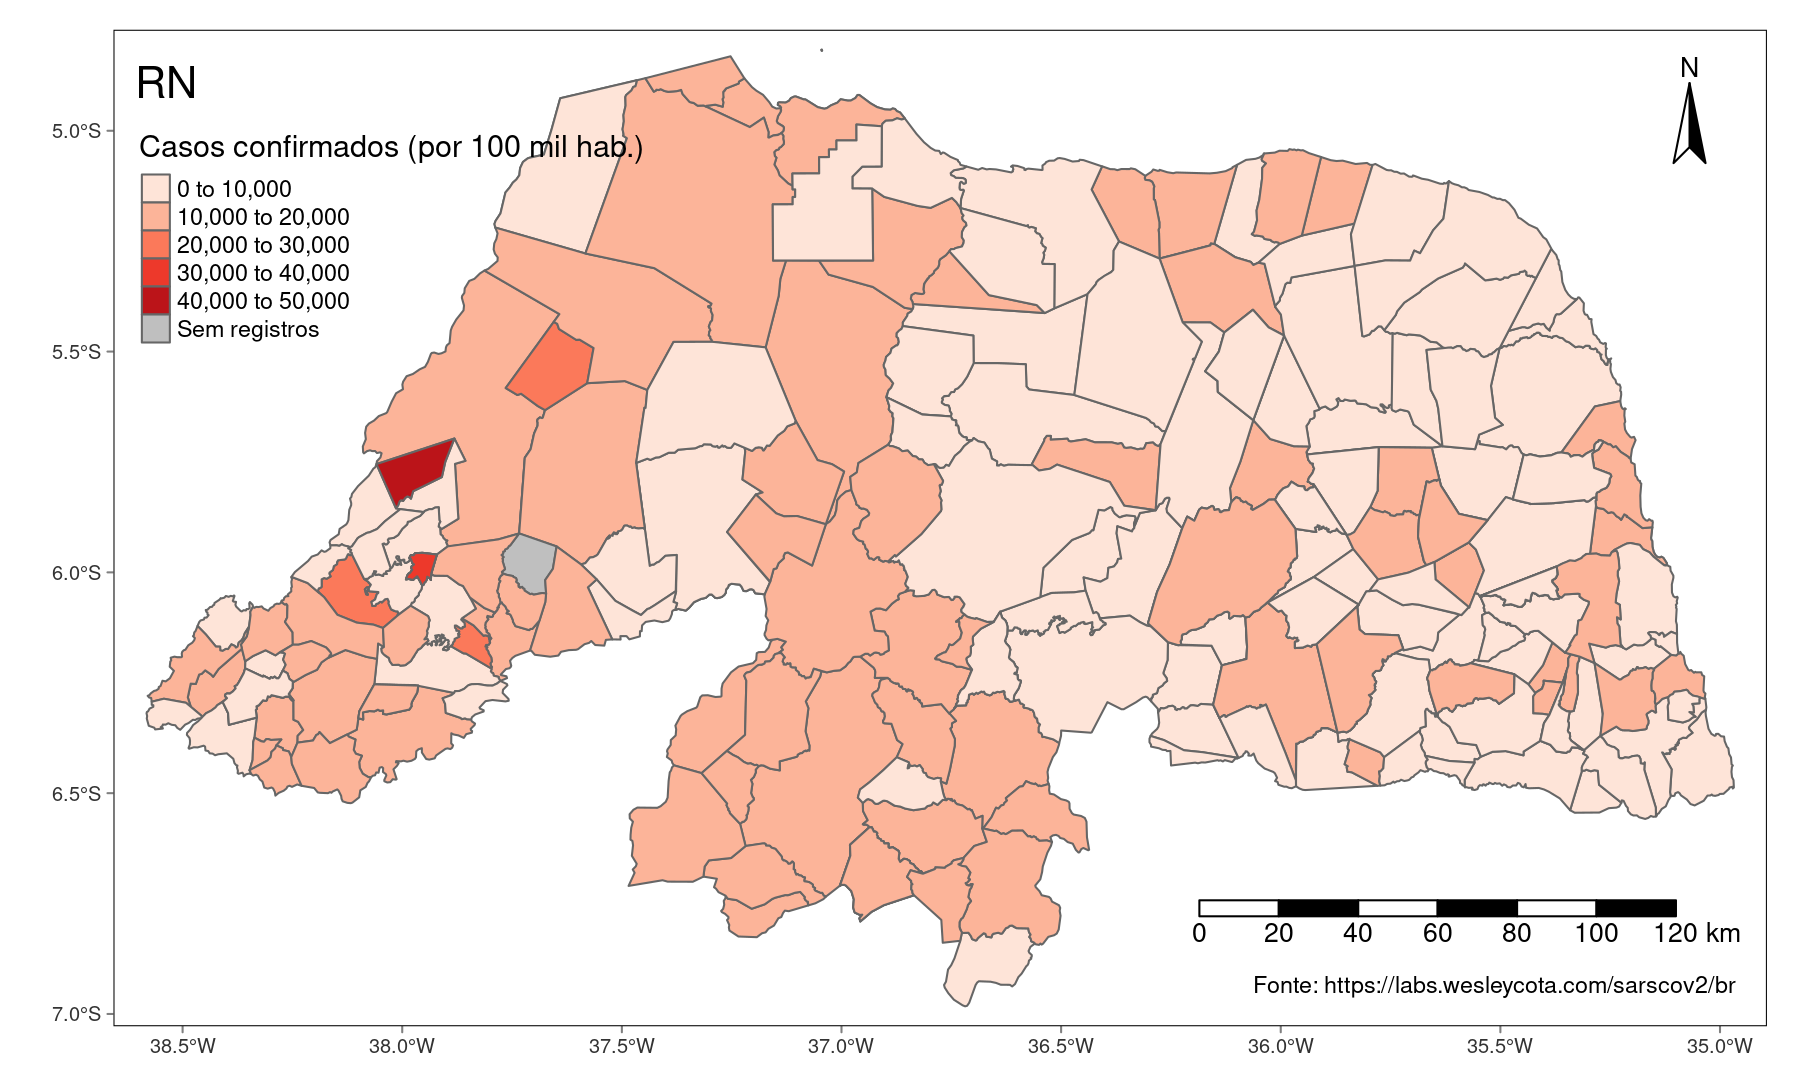 RN
N
Casos confirmados (por 100 mil hab.)
0 to 10,000
10,000 to 20,000
20,000 to 30,000
30,000 to 40,000
40,000 to 50,000
Sem registros
5.0°S
5.5°S
6.0°S
6.5°S
7.0°S
0 20 40 60 80 100 120 km
Fonte: https://labs.wesleycota.com/sarscov2/br
38.5°W 38.0°W 37.5°W 37.0°W 36.5°W 36.0°W 35.5°W 35.0°W